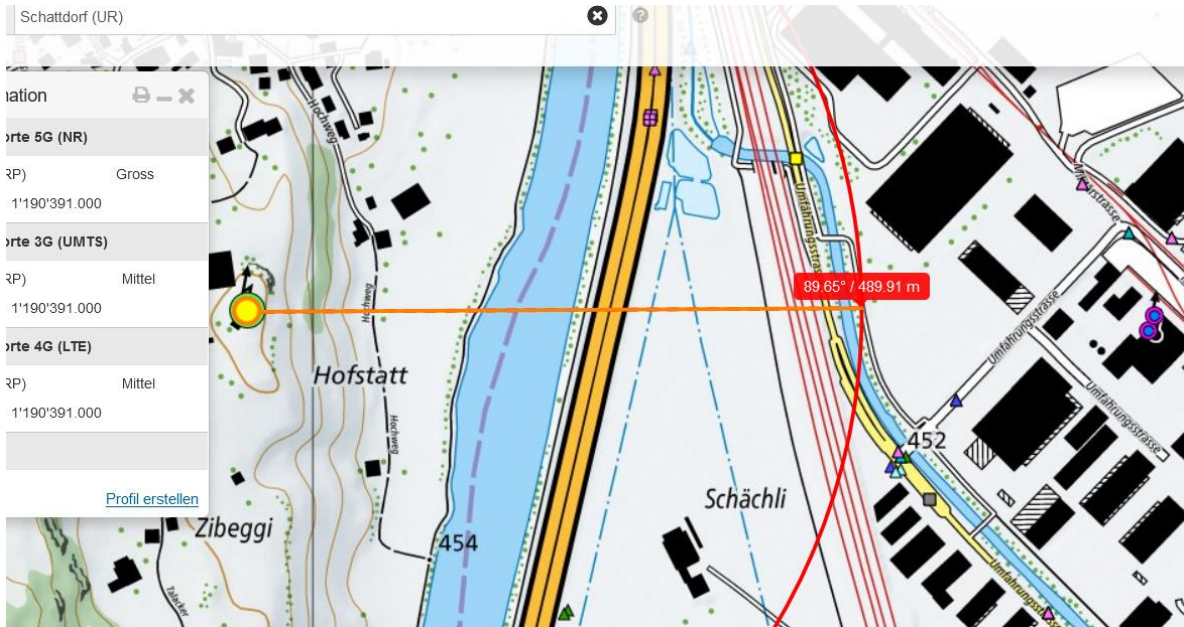 Schattdorf (UR)
nation
orte 5G (NR)
RP) Gross
1'190'391.000
orte 3G (UMTS)
RP) Mittel
1'190'391.000
orte 4G (LTE)
RP) Mittel
1'190'391.000
Profil erstellen
Hochweg
Umfahrungsstrasse
89.65° / 489.91 m
Hochweg
Umfahrungsstrasse
Hofstatt
Umfahrungsstrasse
Hochweg
452
Schächli
Zibeggi
454
Umfahrungsstrasse
Talacker